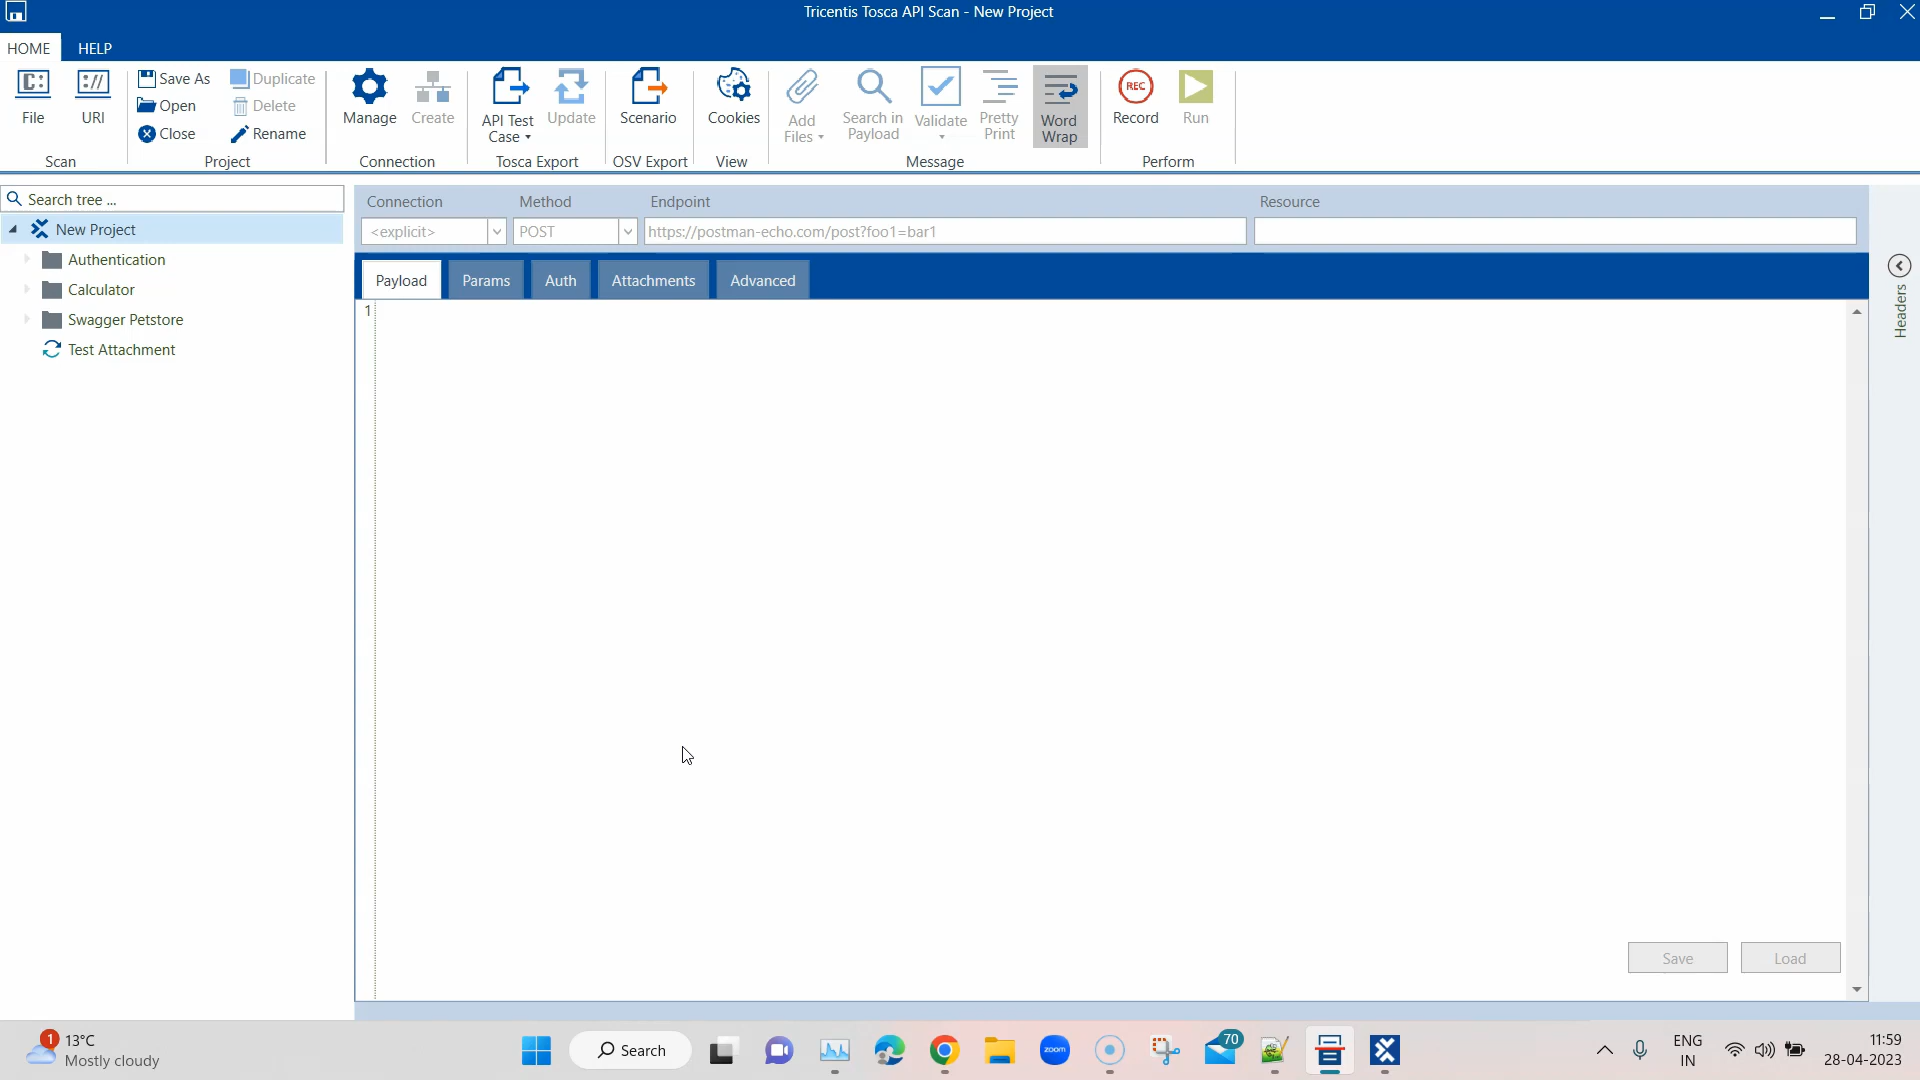 Tricentis Tosca API Scan - New Project
HOME
HELP
File
URI
Scan
Save As
Open
Close
Duplicate
Delete
Rename
Project
Manage
Create
Connection
API Test
Case
Update
Tosca Export
Scenario
OSV Export
Cookies
View
Add
Files
Search in
Payload
Validate
Pretty
Print
Word
Wrap
Message
REC
Record
Run
Perform
Search tree ...
New Project
Authentication
Calculator
Swagger Petstore
Test Attachment
Connection
Method
Endpoint
Resource
<explicit>
POST
https://postman-echo.com/post?foo1=bar1
Payload
Params
Auth
Attachments
Advanced
1
Headers
Save
Load
1
13°C
Mostly cloudy
Search
zoom
70
ENG
IN
11:59
28-04-2023